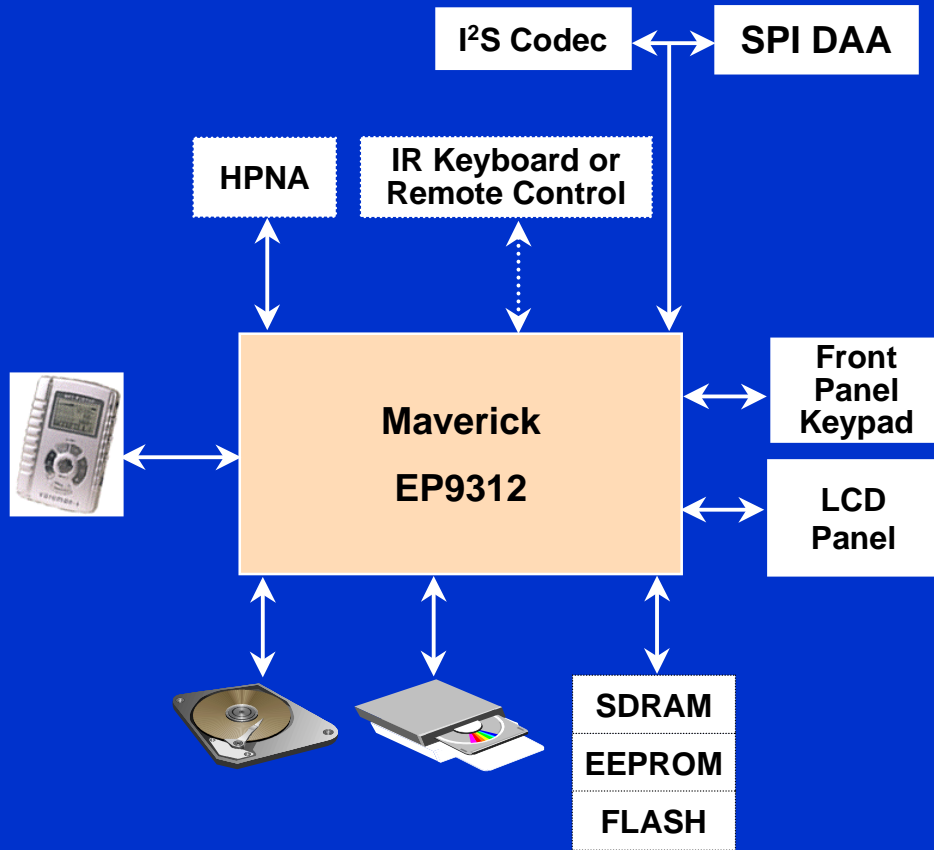 I²S Codec
SPI DAA
HPNA
IR Keyboard or
Remote Control
Maverick
EP9312
Front
Panel
Keypad
LCD
Panel
SDRAM
EEPROM
FLASH